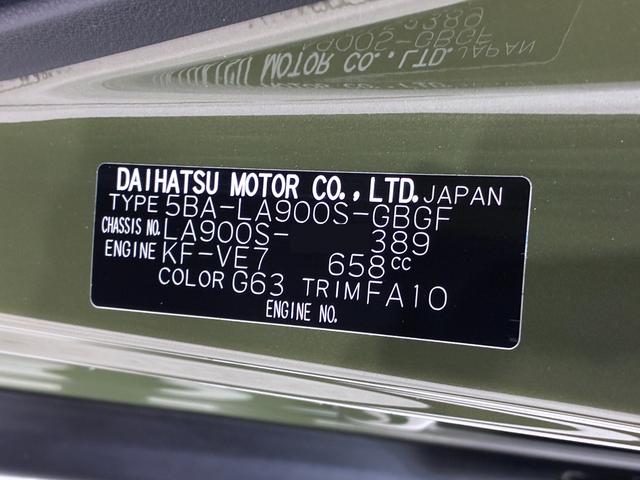 DAIHATSU MOTOR CO., LTD. JAPAN
TYPE 5BA-LA900S-GBGF
CHASSIS NO. LA900S- 389
ENGINE KF-VE7 658cc
COLOR G63 TRIM FA10
ENGINE NO.